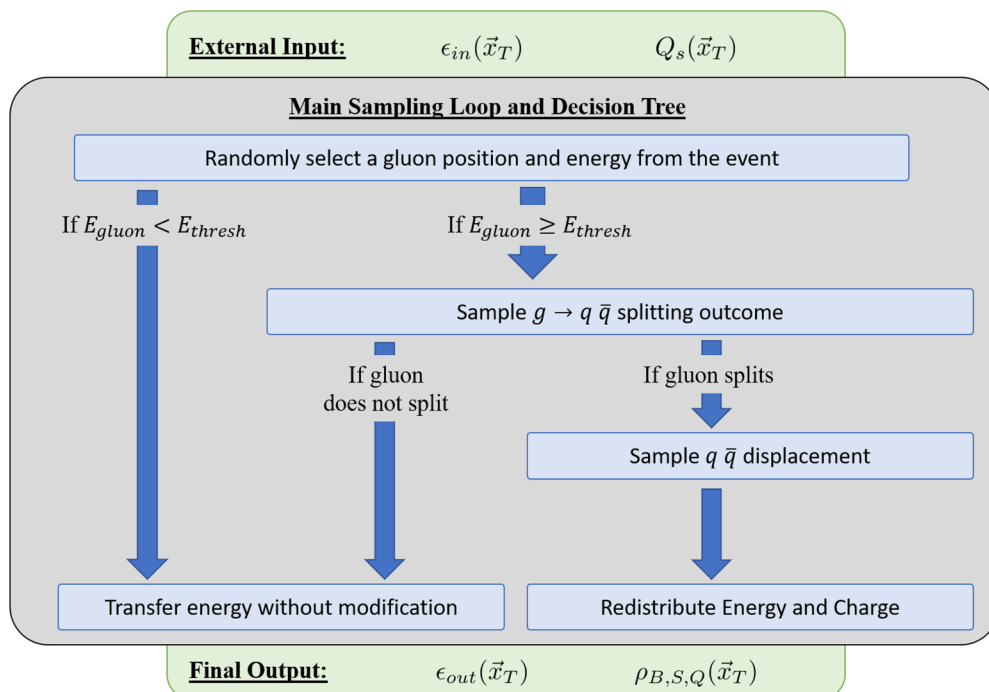 External Input: ϵ_in(x⃗_T) Q_s(x⃗_T)
Main Sampling Loop and Decision Tree
Randomly select a gluon position and energy from the event
If E_gluon < E_thresh If E_gluon ≥ E_thresh
Sample g → q q̄ splitting outcome
If gluon
does not split
If gluon splits
Sample q q̄ displacement
Transfer energy without modification
Redistribute Energy and Charge
Final Output: ϵ_out(x⃗_T) ρ_B,S,Q(x⃗_T)